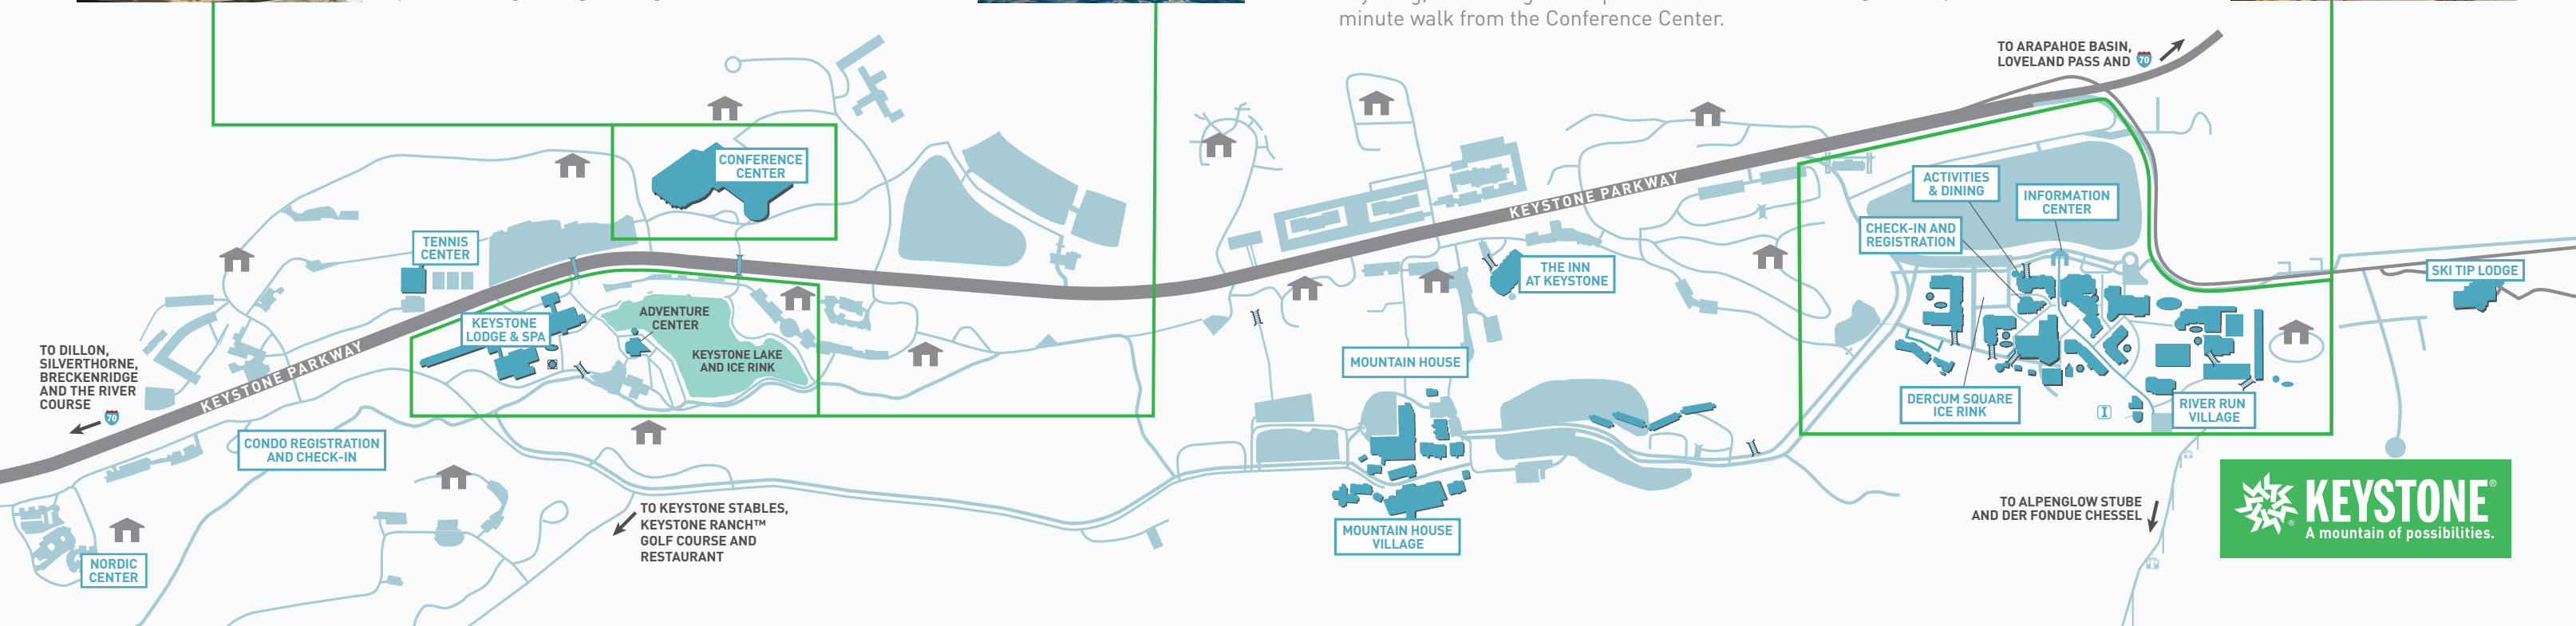 minute walk from the Conference Center.
TO ARAPAHOE BASIN,
LOVELAND PASS AND 70
CONFERENCE
CENTER
ACTIVITIES
& DINING
INFORMATION
CENTER
CHECK-IN AND
REGISTRATION
TENNIS
CENTER
KEYSTONE PARKWAY
THE INN
AT KEYSTONE
SKI TIP LODGE
KEYSTONE
LODGE & SPA
ADVENTURE
CENTER
KEYSTONE LAKE
AND ICE RINK
TO DILLON,
SILVERTHORNE,
BRECKENRIDGE
AND THE RIVER
COURSE
70
KEYSTONE PARKWAY
MOUNTAIN HOUSE
DERCUM SQUARE
ICE RINK
RIVER RUN
VILLAGE
CONDO REGISTRATION
AND CHECK-IN
TO KEYSTONE STABLES,
KEYSTONE RANCH™
GOLF COURSE AND
RESTAURANT
MOUNTAIN HOUSE
VILLAGE
TO ALPENGLOW STUBE
AND DER FONDUE CHESSEL
NORDIC
CENTER
KEYSTONE®
A mountain of possibilities.